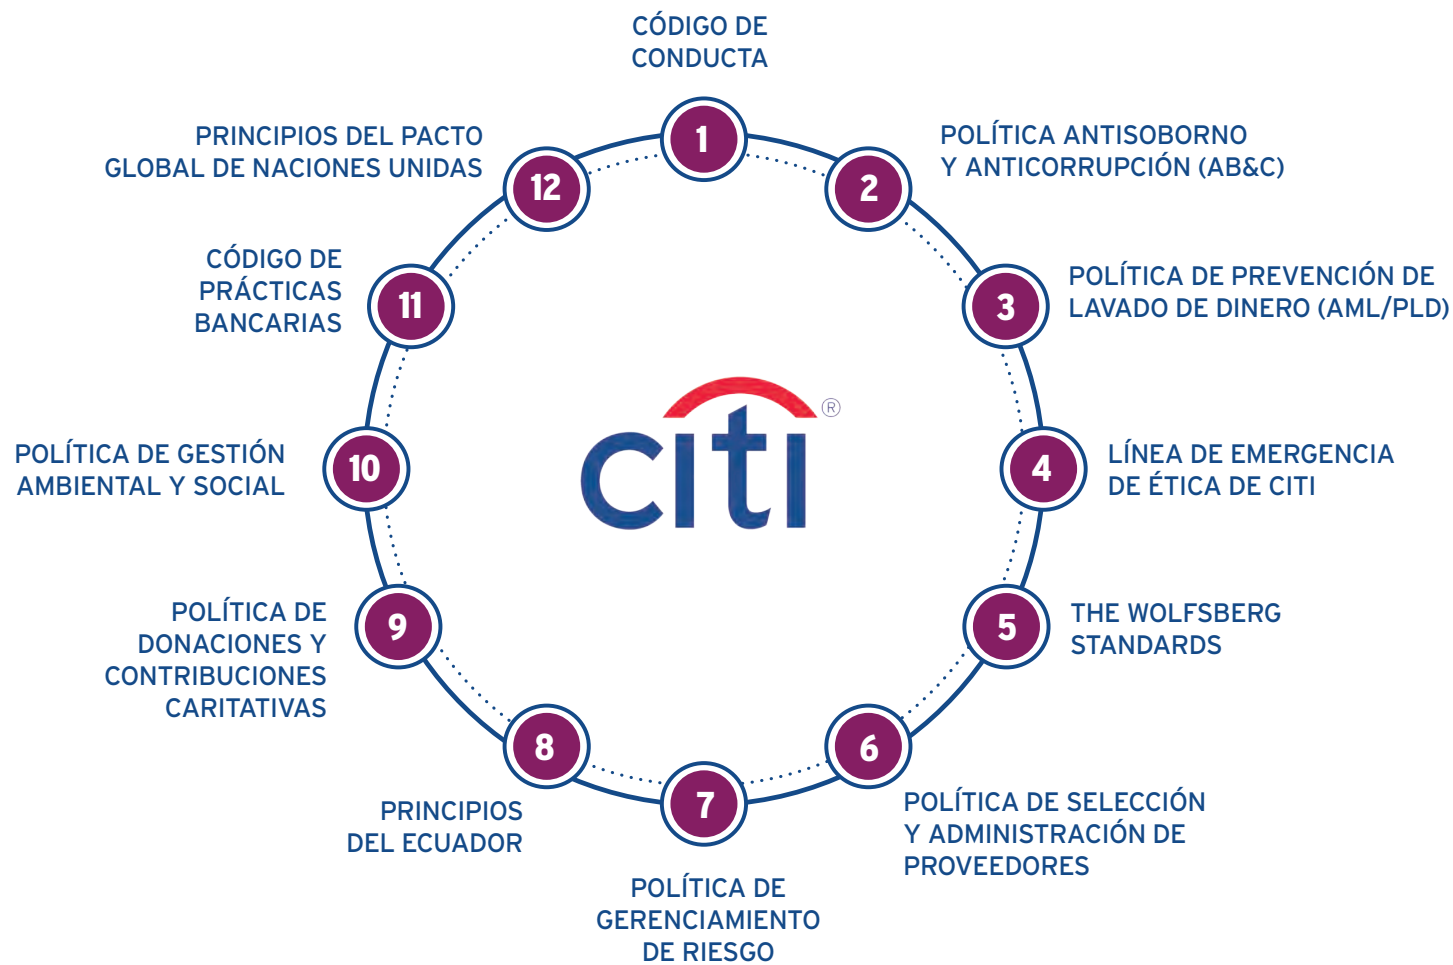 CÓDIGO DE
CONDUCTA
1
POLÍTICA ANTISOBORNO
Y ANTICORRUPCIÓN (AB&C)
2
POLÍTICA DE PREVENCIÓN DE
LAVADO DE DINERO (AML/PLD)
3
LÍNEA DE EMERGENCIA
DE ÉTICA DE CITI
4
THE WOLFSBERG
STANDARDS
5
POLÍTICA DE SELECCIÓN
Y ADMINISTRACIÓN DE
PROVEEDORES
6
POLÍTICA DE
GERENCIAMIENTO
DE RIESGO
7
PRINCIPIOS
DEL ECUADOR
8
POLÍTICA DE
DONACIONES Y
CONTRIBUCIONES
CARITATIVAS
9
POLÍTICA DE GESTIÓN
AMBIENTAL Y SOCIAL
10
CÓDIGO DE
PRÁCTICAS
BANCARIAS
11
PRINCIPIOS DEL PACTO
GLOBAL DE NACIONES UNIDAS
12
citi®